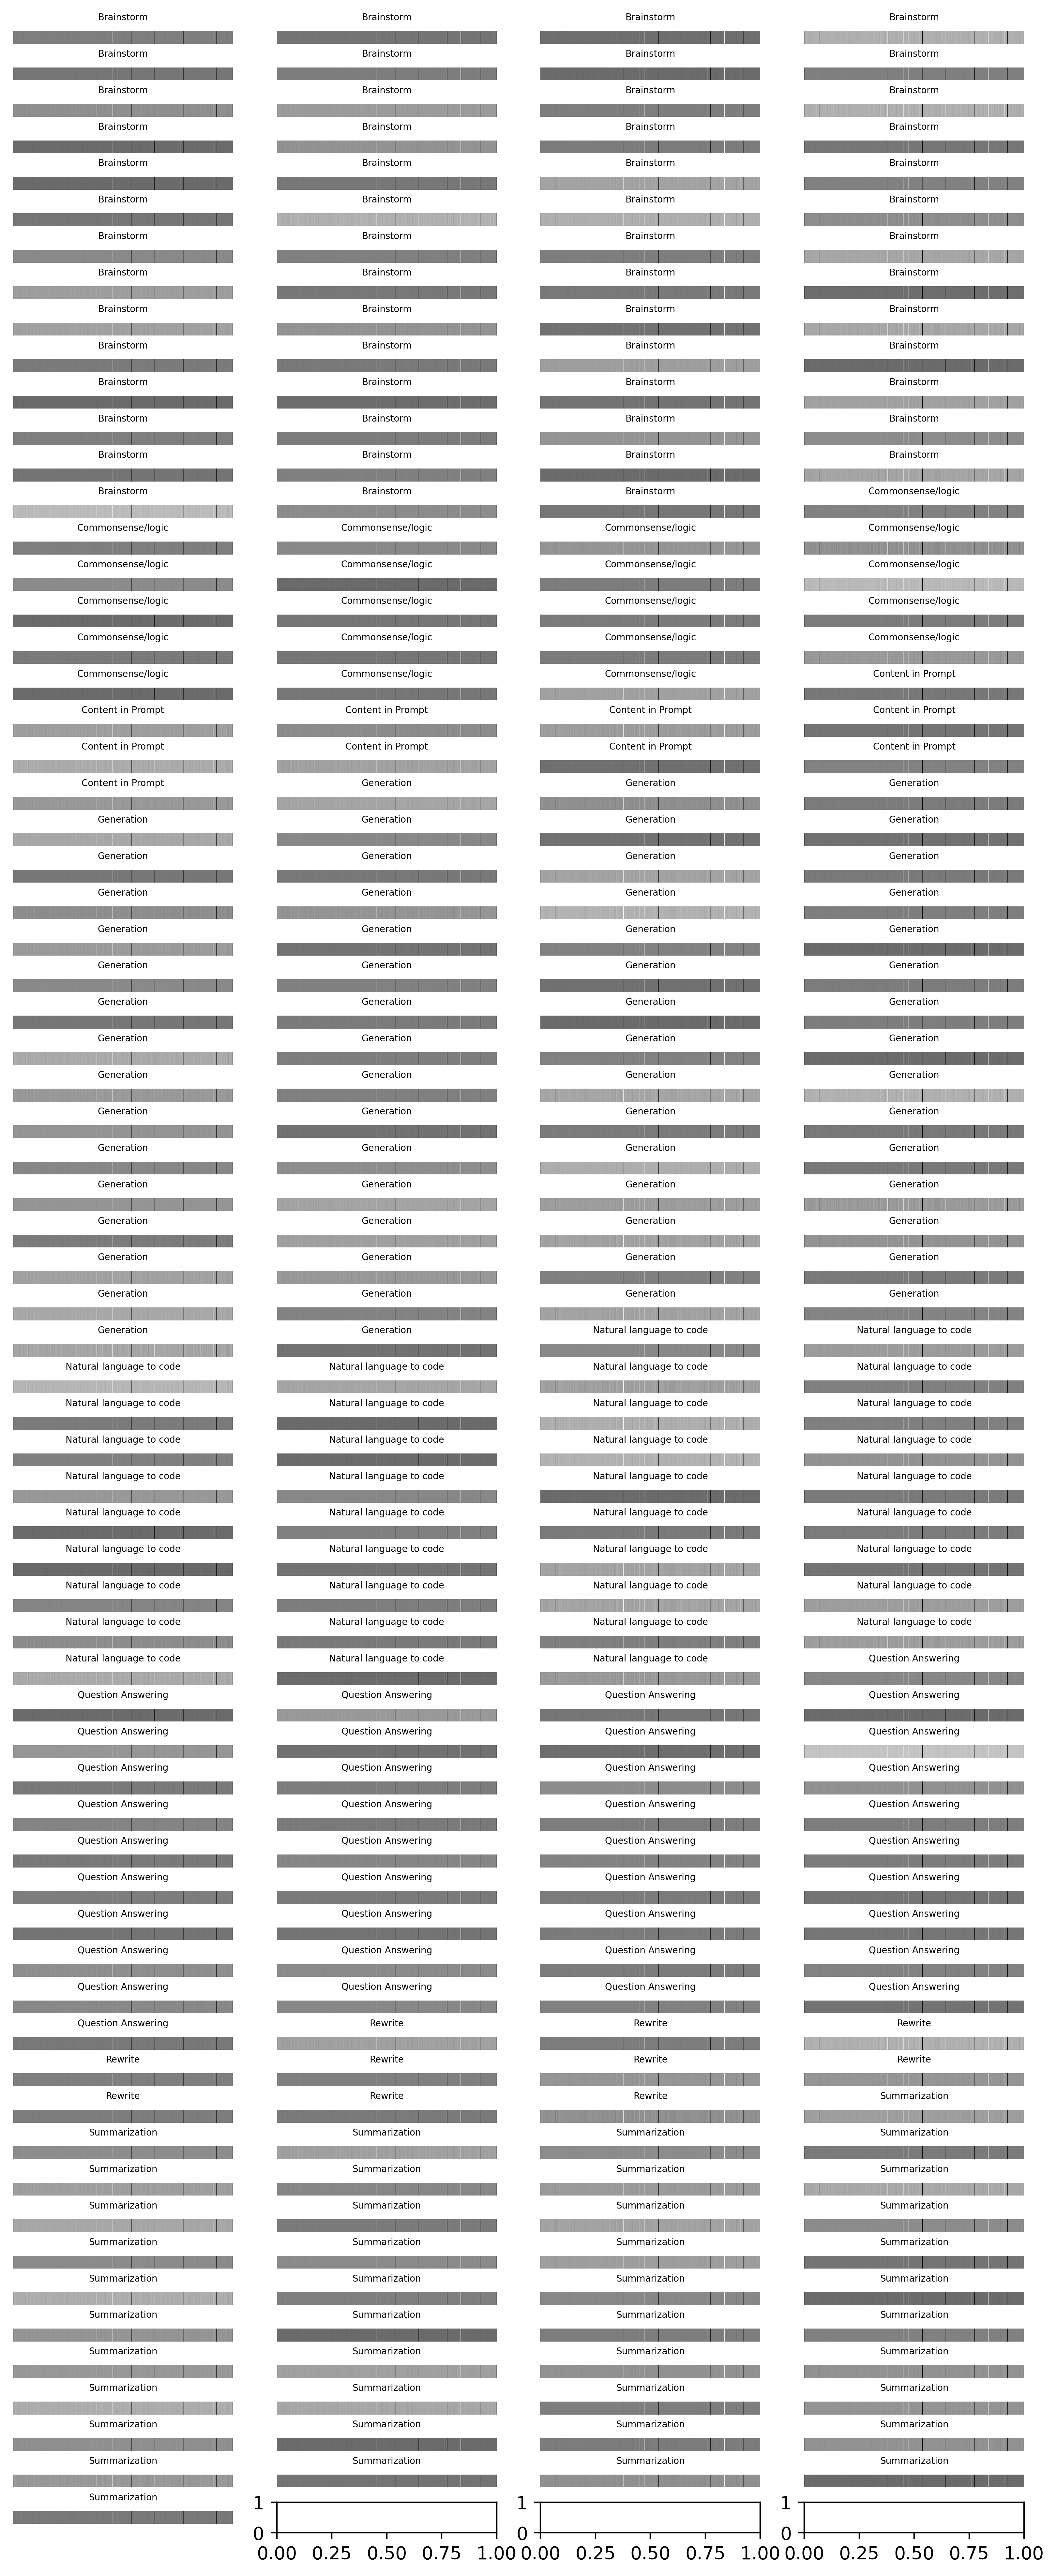 Brainstorm Brainstorm Brainstorm Brainstorm
Brainstorm Brainstorm Brainstorm Brainstorm
Brainstorm Brainstorm Brainstorm Brainstorm
Brainstorm Brainstorm Brainstorm Brainstorm
Brainstorm Brainstorm Brainstorm Brainstorm
Brainstorm Brainstorm Brainstorm Brainstorm
Brainstorm Brainstorm Brainstorm Brainstorm
Brainstorm Brainstorm Brainstorm Brainstorm
Brainstorm Brainstorm Brainstorm Brainstorm
Brainstorm Brainstorm Brainstorm Brainstorm
Brainstorm Brainstorm Brainstorm Brainstorm
Brainstorm Brainstorm Brainstorm Brainstorm
Brainstorm Brainstorm Brainstorm Brainstorm
Brainstorm Brainstorm Brainstorm Commonsense/logic
Commonsense/logic Commonsense/logic Commonsense/logic Commonsense/logic
Commonsense/logic Commonsense/logic Commonsense/logic Commonsense/logic
Commonsense/logic Commonsense/logic Commonsense/logic Commonsense/logic
Commonsense/logic Commonsense/logic Commonsense/logic Commonsense/logic
Commonsense/logic Commonsense/logic Commonsense/logic Content in Prompt
Content in Prompt Content in Prompt Content in Prompt Content in Prompt
Content in Prompt Content in Prompt Content in Prompt Content in Prompt
Content in Prompt Generation Generation Generation
Generation Generation Generation Generation
Generation Generation Generation Generation
Generation Generation Generation Generation
Generation Generation Generation Generation
Generation Generation Generation Generation
Generation Generation Generation Generation
Generation Generation Generation Generation
Generation Generation Generation Generation
Generation Generation Generation Generation
Generation Generation Generation Generation
Generation Generation Generation Generation
Generation Generation Generation Generation
Generation Generation Generation Generation
Generation Generation Generation Generation
Generation Generation Natural language to code Natural language to code
Natural language to code Natural language to code Natural language to code Natural language to code
Natural language to code Natural language to code Natural language to code Natural language to code
Natural language to code Natural language to code Natural language to code Natural language to code
Natural language to code Natural language to code Natural language to code Natural language to code
Natural language to code Natural language to code Natural language to code Natural language to code
Natural language to code Natural language to code Natural language to code Natural language to code
Natural language to code Natural language to code Natural language to code Natural language to code
Natural language to code Natural language to code Natural language to code Natural language to code
Natural language to code Natural language to code Natural language to code Question Answering
Question Answering Question Answering Question Answering Question Answering
Question Answering Question Answering Question Answering Question Answering
Question Answering Question Answering Question Answering Question Answering
Question Answering Question Answering Question Answering Question Answering
Question Answering Question Answering Question Answering Question Answering
Question Answering Question Answering Question Answering Question Answering
Question Answering Question Answering Question Answering Question Answering
Question Answering Question Answering Question Answering Question Answering
Question Answering Question Answering Question Answering Question Answering
Question Answering Rewrite Rewrite Rewrite
Rewrite Rewrite Rewrite Rewrite
Rewrite Rewrite Rewrite Summarization
Summarization Summarization Summarization Summarization
Summarization Summarization Summarization Summarization
Summarization Summarization Summarization Summarization
Summarization Summarization Summarization Summarization
Summarization Summarization Summarization Summarization
Summarization Summarization Summarization Summarization
Summarization Summarization Summarization Summarization
Summarization Summarization Summarization Summarization
Summarization Summarization Summarization Summarization
Summarization Summarization Summarization Summarization
Summarization
1 1 1
0 0 0
0.00 0.25 0.50 0.75 1.00 0.00 0.25 0.50 0.75 1.00 0.00 0.25 0.50 0.75 1.00